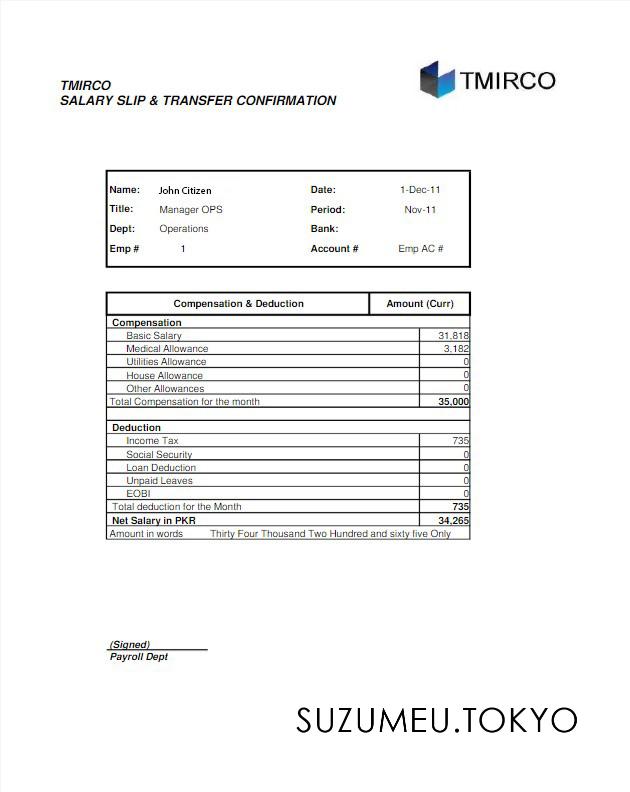 TMIRCO
TMIRCO
SALARY SLIP & TRANSFER CONFIRMATION
Name: John Citizen Date: 1-Dec-11
Title: Manager OPS Period: Nov-11
Dept: Operations Bank:
Emp # 1 Account # Emp AC #
Compensation & Deduction Amount (Curr)
Compensation
Basic Salary 31,818
Medical Allowance 3,182
Utilities Allowance 0
House Allowance 0
Other Allowances 0
Total Compensation for the month 35,000
Deduction
Income Tax 735
Social Security 0
Loan Deduction 0
Unpaid Leaves 0
EOBI 0
Total deduction for the Month 735
Net Salary in PKR 34,265
Amount in words Thirty Four Thousand Two Hundred and sixty five Only
(Signed)
Payroll Dept
SUZUMEU.TOKYO